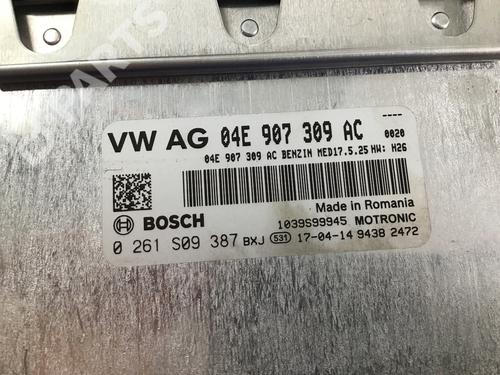 PARTS
----
VW AG 04E 907 309 AC 0020
04E 907 309 AC BENZIN MED17.5.25 HW: H26
Made in Romania
BOSCH 1039S99945 MOTRONIC
0 261 S09 387 BXJ 531 17-04-14 9438 2472